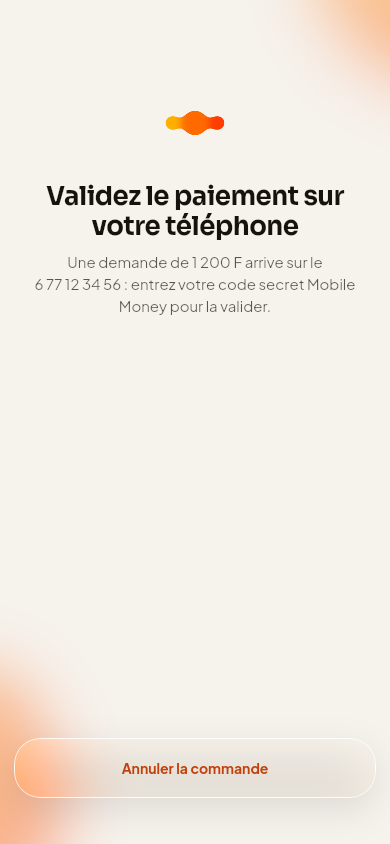 Validez le paiement sur
votre téléphone
Une demande de 1 200 F arrive sur le
6 77 12 34 56 : entrez votre code secret Mobile
Money pour la valider.
Annuler la commande